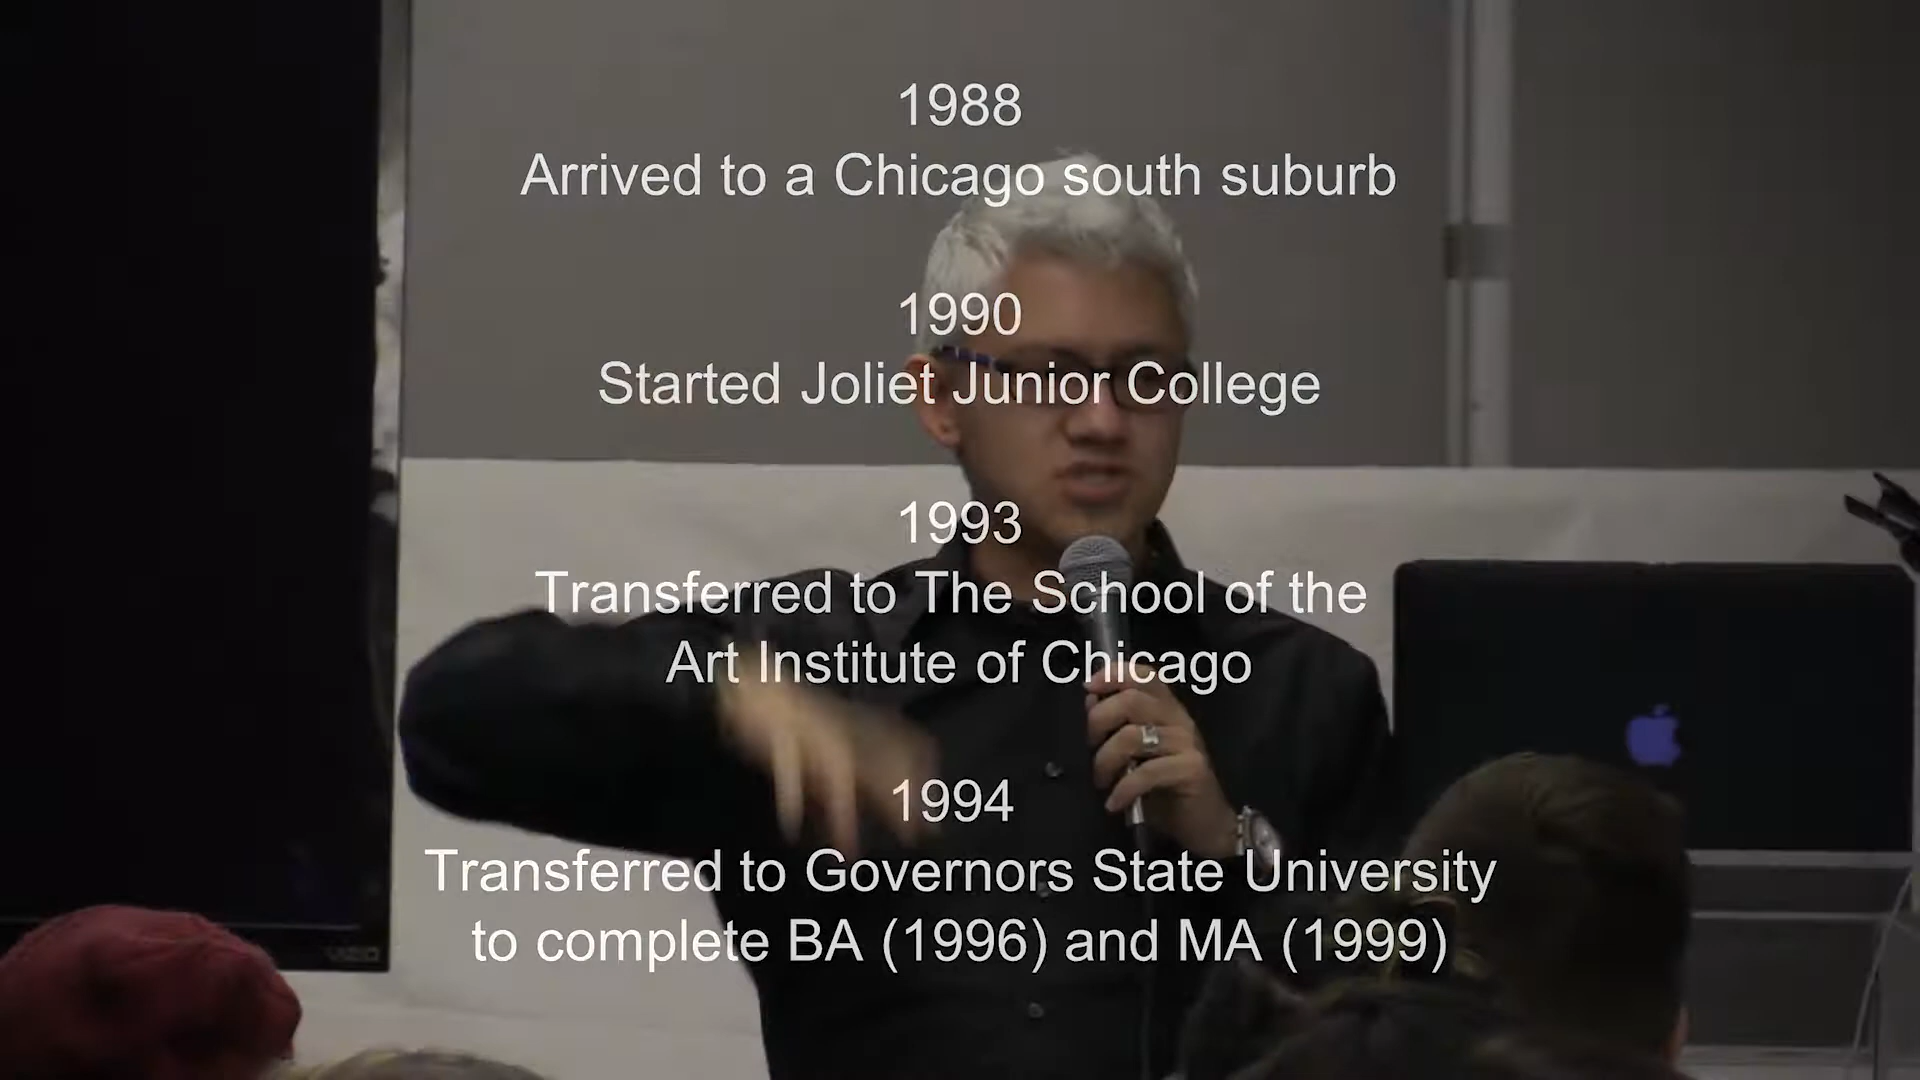 1988
Arrived to a Chicago south suburb
1990
Started Joliet Junior College
1993
Transferred to The School of the
Art Institute of Chicago
1994
Transferred to Governors State University
to complete BA (1996) and MA (1999)
VIZIO